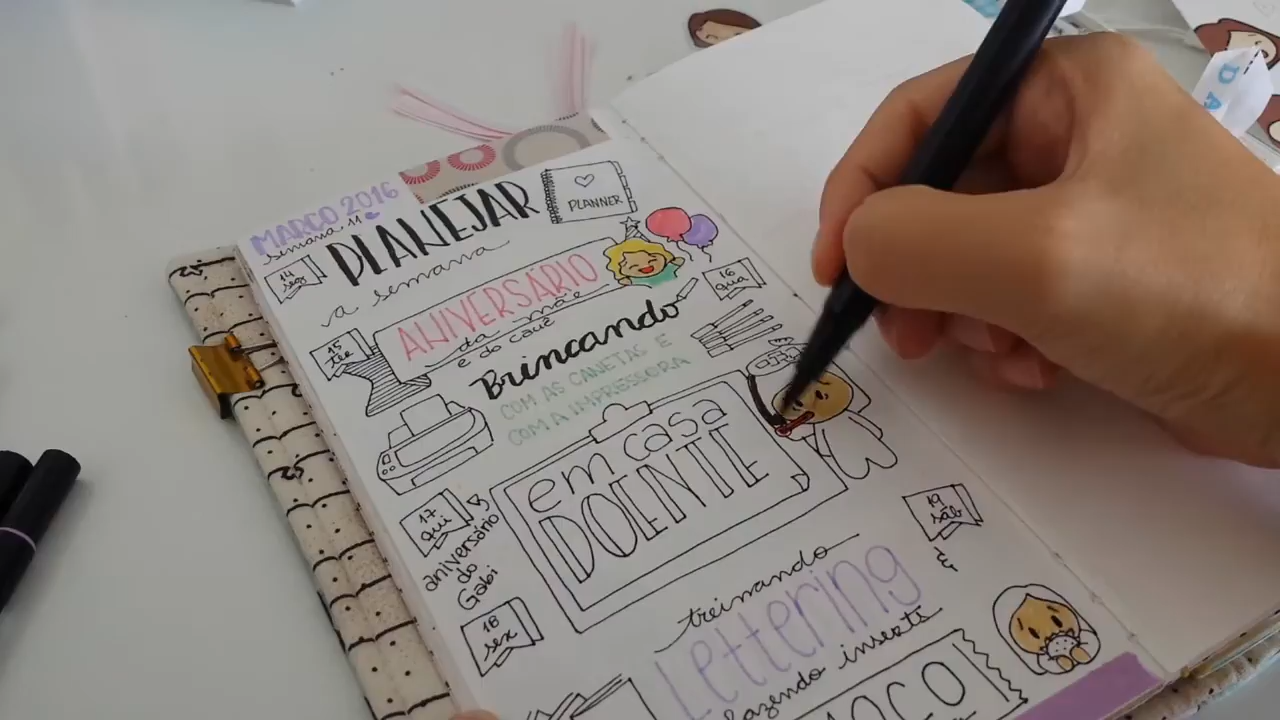 MARÇO 2016
semana 11
14
seg
PLANEJAR
a semana
PLANNER
15
ter
ANIVERSÁRIO
da mãe
e do cauê
16
qua
Brincando
COM AS CANETAS E
COM A IMPRESSORA
em casa
DOENTE
17
qui
aniversário
do
Gabi
18
sex
19
sáb
&
treinando
Lettering
fazendo inserts
DA